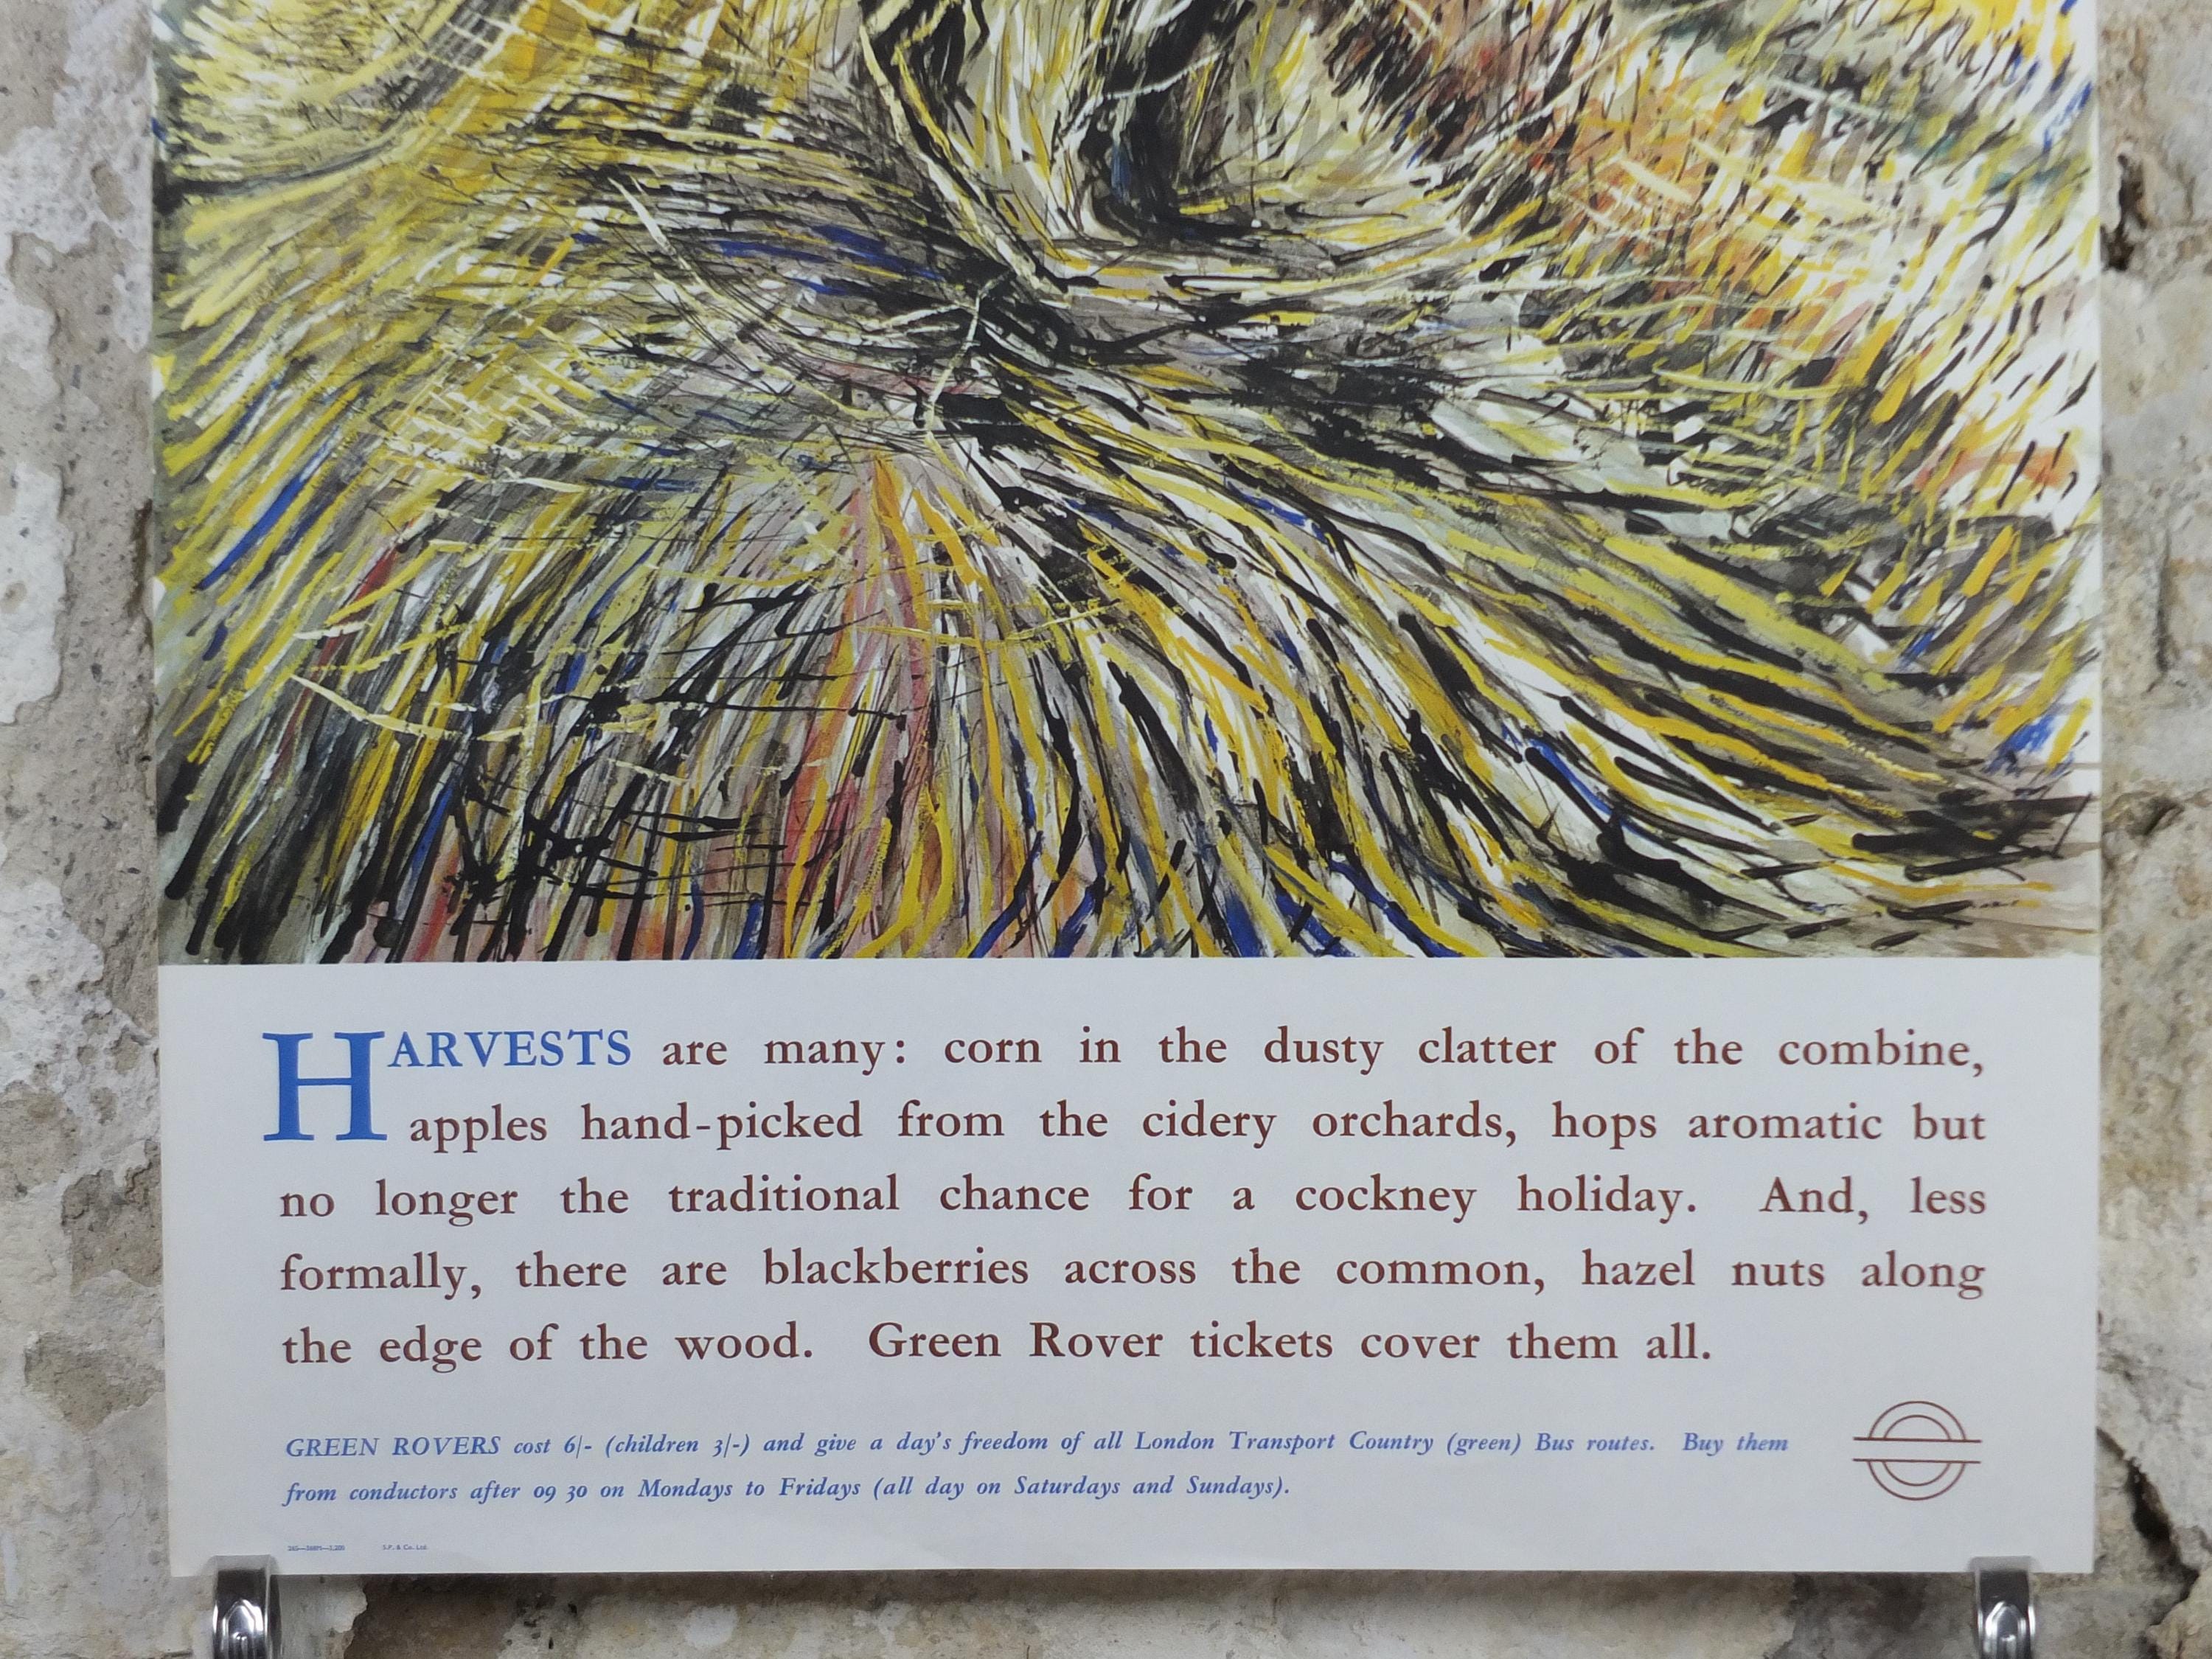 HARVESTS are many: corn in the dusty clatter of the combine,
apples hand-picked from the cidery orchards, hops aromatic but
no longer the traditional chance for a cockney holiday. And, less
formally, there are blackberries across the common, hazel nuts along
the edge of the wood. Green Rover tickets cover them all.
GREEN ROVERS cost 6/- (children 3/-) and give a day's freedom of all London Transport Country (green) Bus routes. Buy them
from conductors after 09 30 on Mondays to Fridays (all day on Saturdays and Sundays).
S.P. & Co. Ltd.